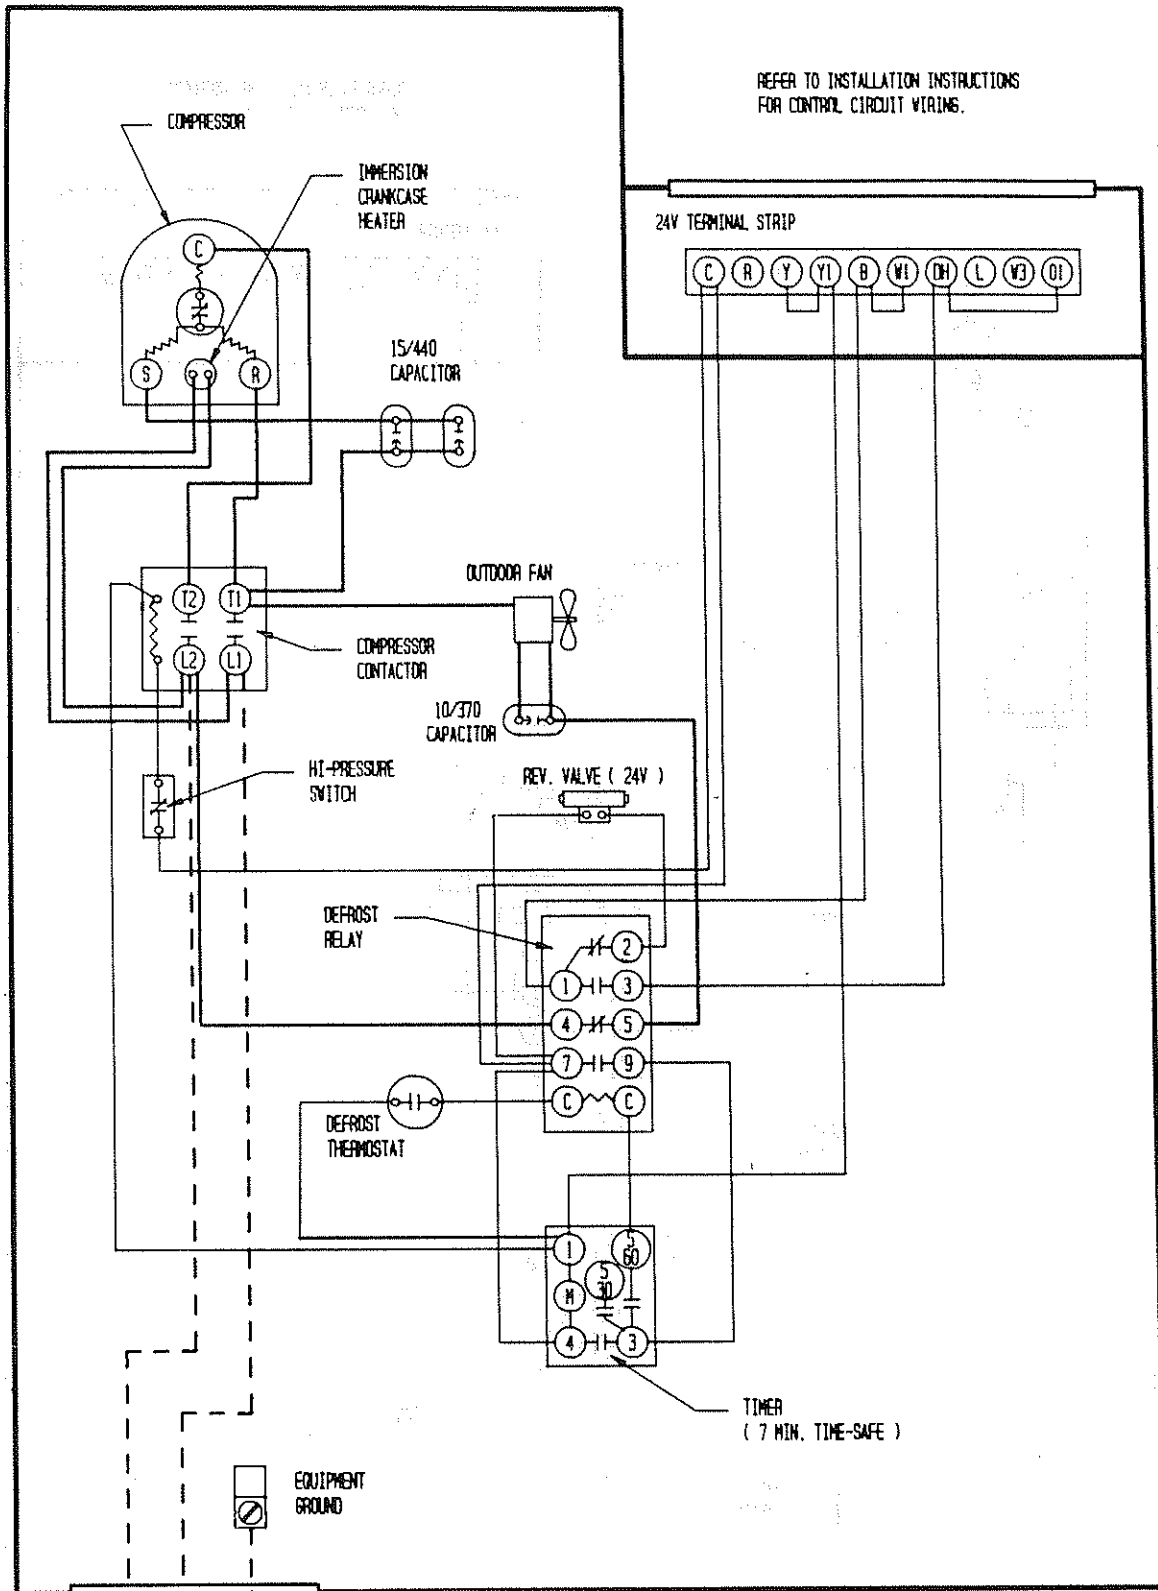 REFER TO INSTALLATION INSTRUCTIONS
FOR CONTROL CIRCUIT WIRING.
COMPRESSOR
IMMERSION
CRANKCASE
HEATER
24V TERMINAL STRIP
C R Y Y1 B W1 DH L W3 O1
C
S R
15/440
CAPACITOR
OUTDOOR FAN
T2 T1
L2 L1
COMPRESSOR
CONTACTOR
10/370
CAPACITOR
HI-PRESSURE
SWITCH
REV. VALVE ( 24V )
DEFROST
RELAY
2
1 3
4 5
7 9
C C
DEFROST
THERMOSTAT
1
5
60
5
30
M
4 3
TIMER
( 7 MIN. TIME-SAFE )
EQUIPMENT
GROUND